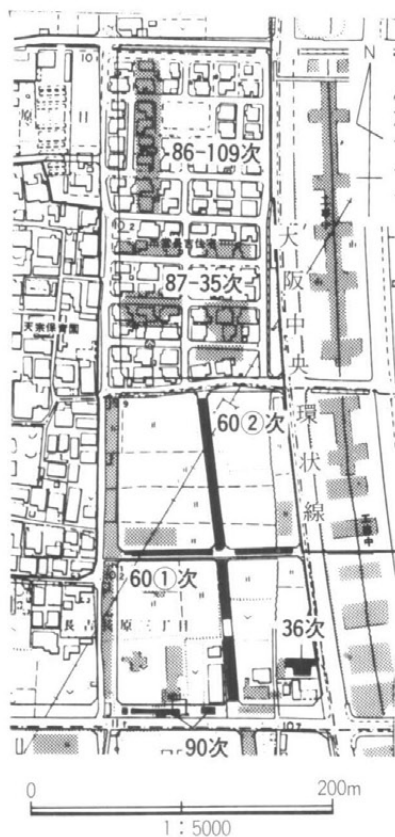 N
86-109次
87-35次
天宗保育園
大阪中央環状線
60②次
60①次
36次
長吉長原三丁目
90次
0 200m
1：5000